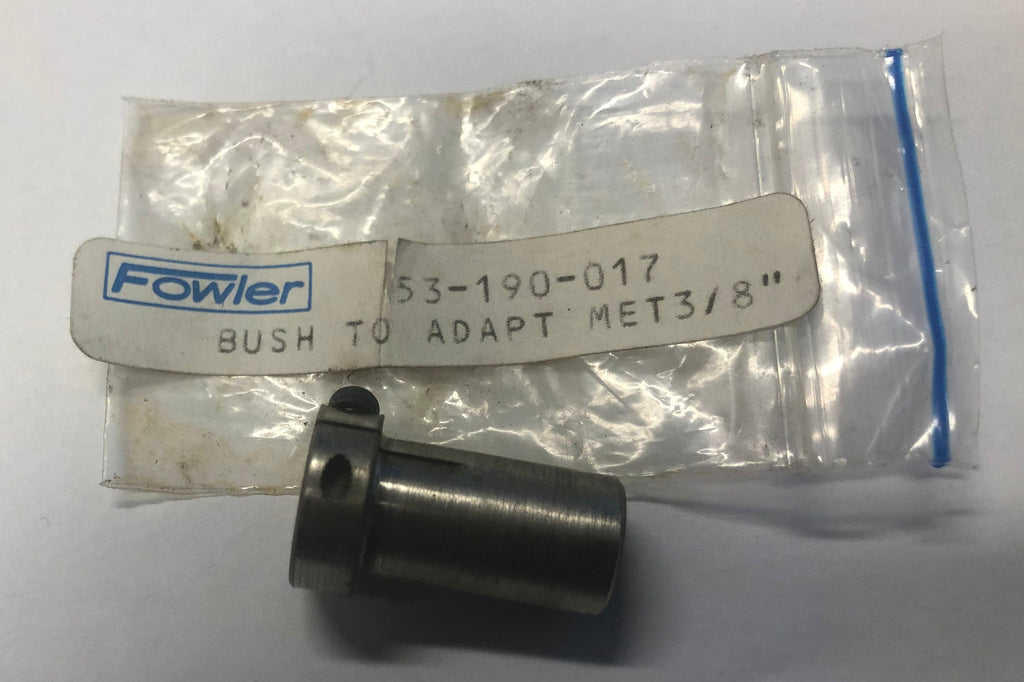 Fowler 53-190-017
BUSH TO ADAPT MET3/8"